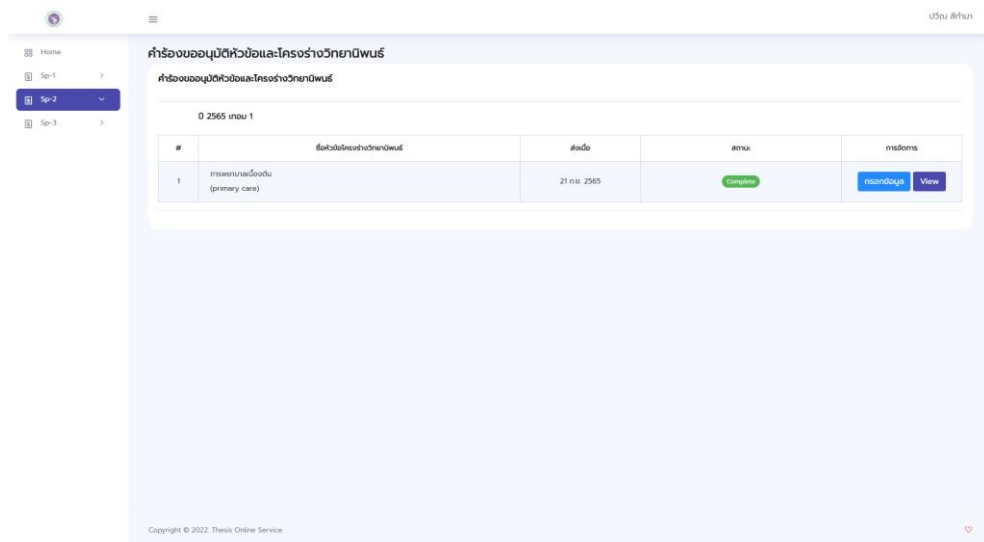 ปวีณ สีทำมา
Home
Sp-1
Sp-2
Sp-3
คำร้องขออนุมัติหัวข้อและโครงร่างวิทยานิพนธ์
คำร้องขออนุมัติหัวข้อและโครงร่างวิทยานิพนธ์
ปี 2565 เทอม 1
# ชื่อหัวข้อโครงร่างวิทยานิพนธ์ ส่งเมื่อ สถานะ การจัดการ
1 การพยาบาลเบื้องต้น 21 ก.ย. 2565 Complete กรอกข้อมูล View
(primary care)
Copyright © 2022. Thesis Online Service